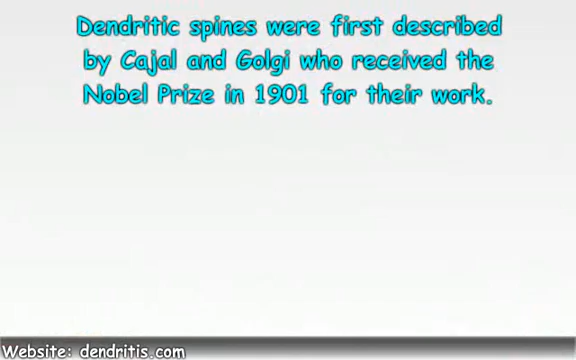 Dendritic spines were first described
by Cajal and Golgi who received the
Nobel Prize in 1901 for their work.
Website: dendritis.com